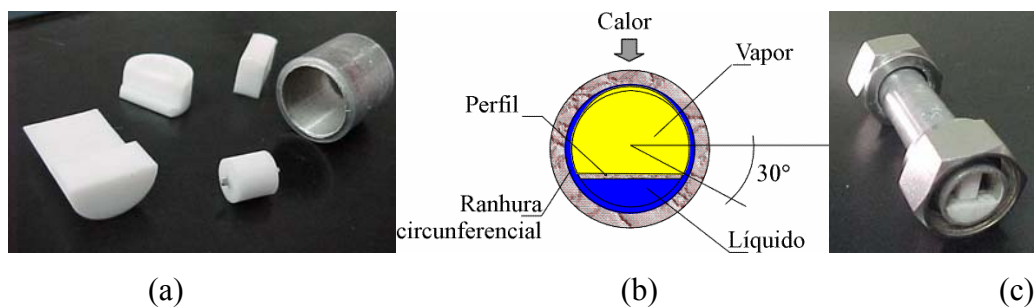 Calor
Vapor
Perfil
30°
Ranhura
circunferencial
Líquido
(a)
(b)
(c)